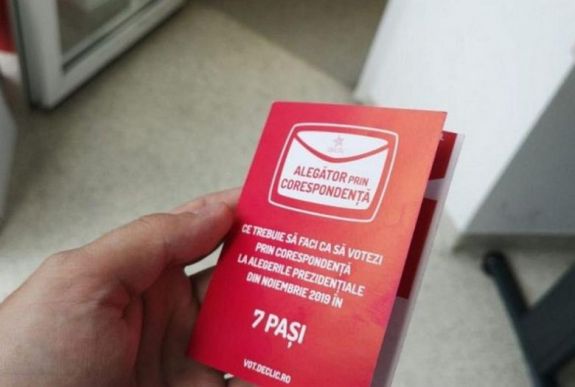 ALEGĂTOR PRIN
CORESPONDENȚĂ
CE TREBUIE SĂ FACI CA SĂ VOTEZI
PRIN CORESPONDENȚĂ
LA ALEGERILE PREZIDENȚIALE
DIN NOIEMBRIE 2019 ÎN
7 PAȘI
VOT.DECLIC.RO